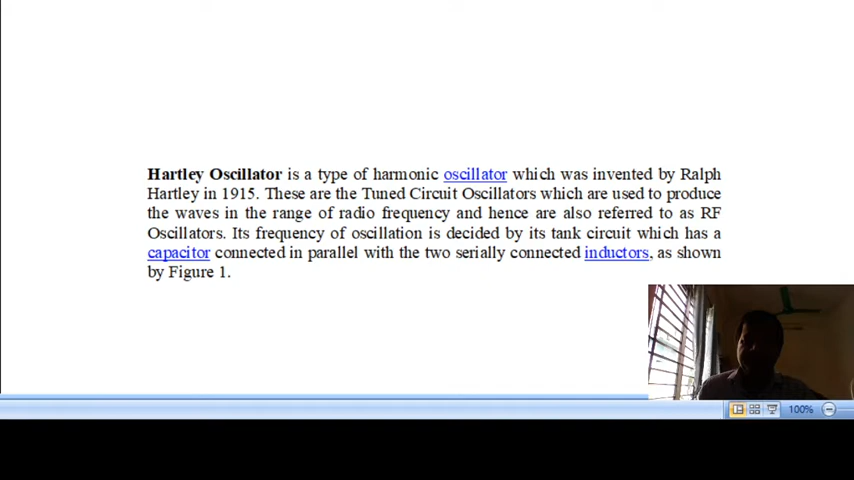 Hartley Oscillator is a type of harmonic oscillator which was invented by Ralph
Hartley in 1915. These are the Tuned Circuit Oscillators which are used to produce
the waves in the range of radio frequency and hence are also referred to as RF
Oscillators. Its frequency of oscillation is decided by its tank circuit which has a
capacitor connected in parallel with the two serially connected inductors, as shown
by Figure 1.
100%